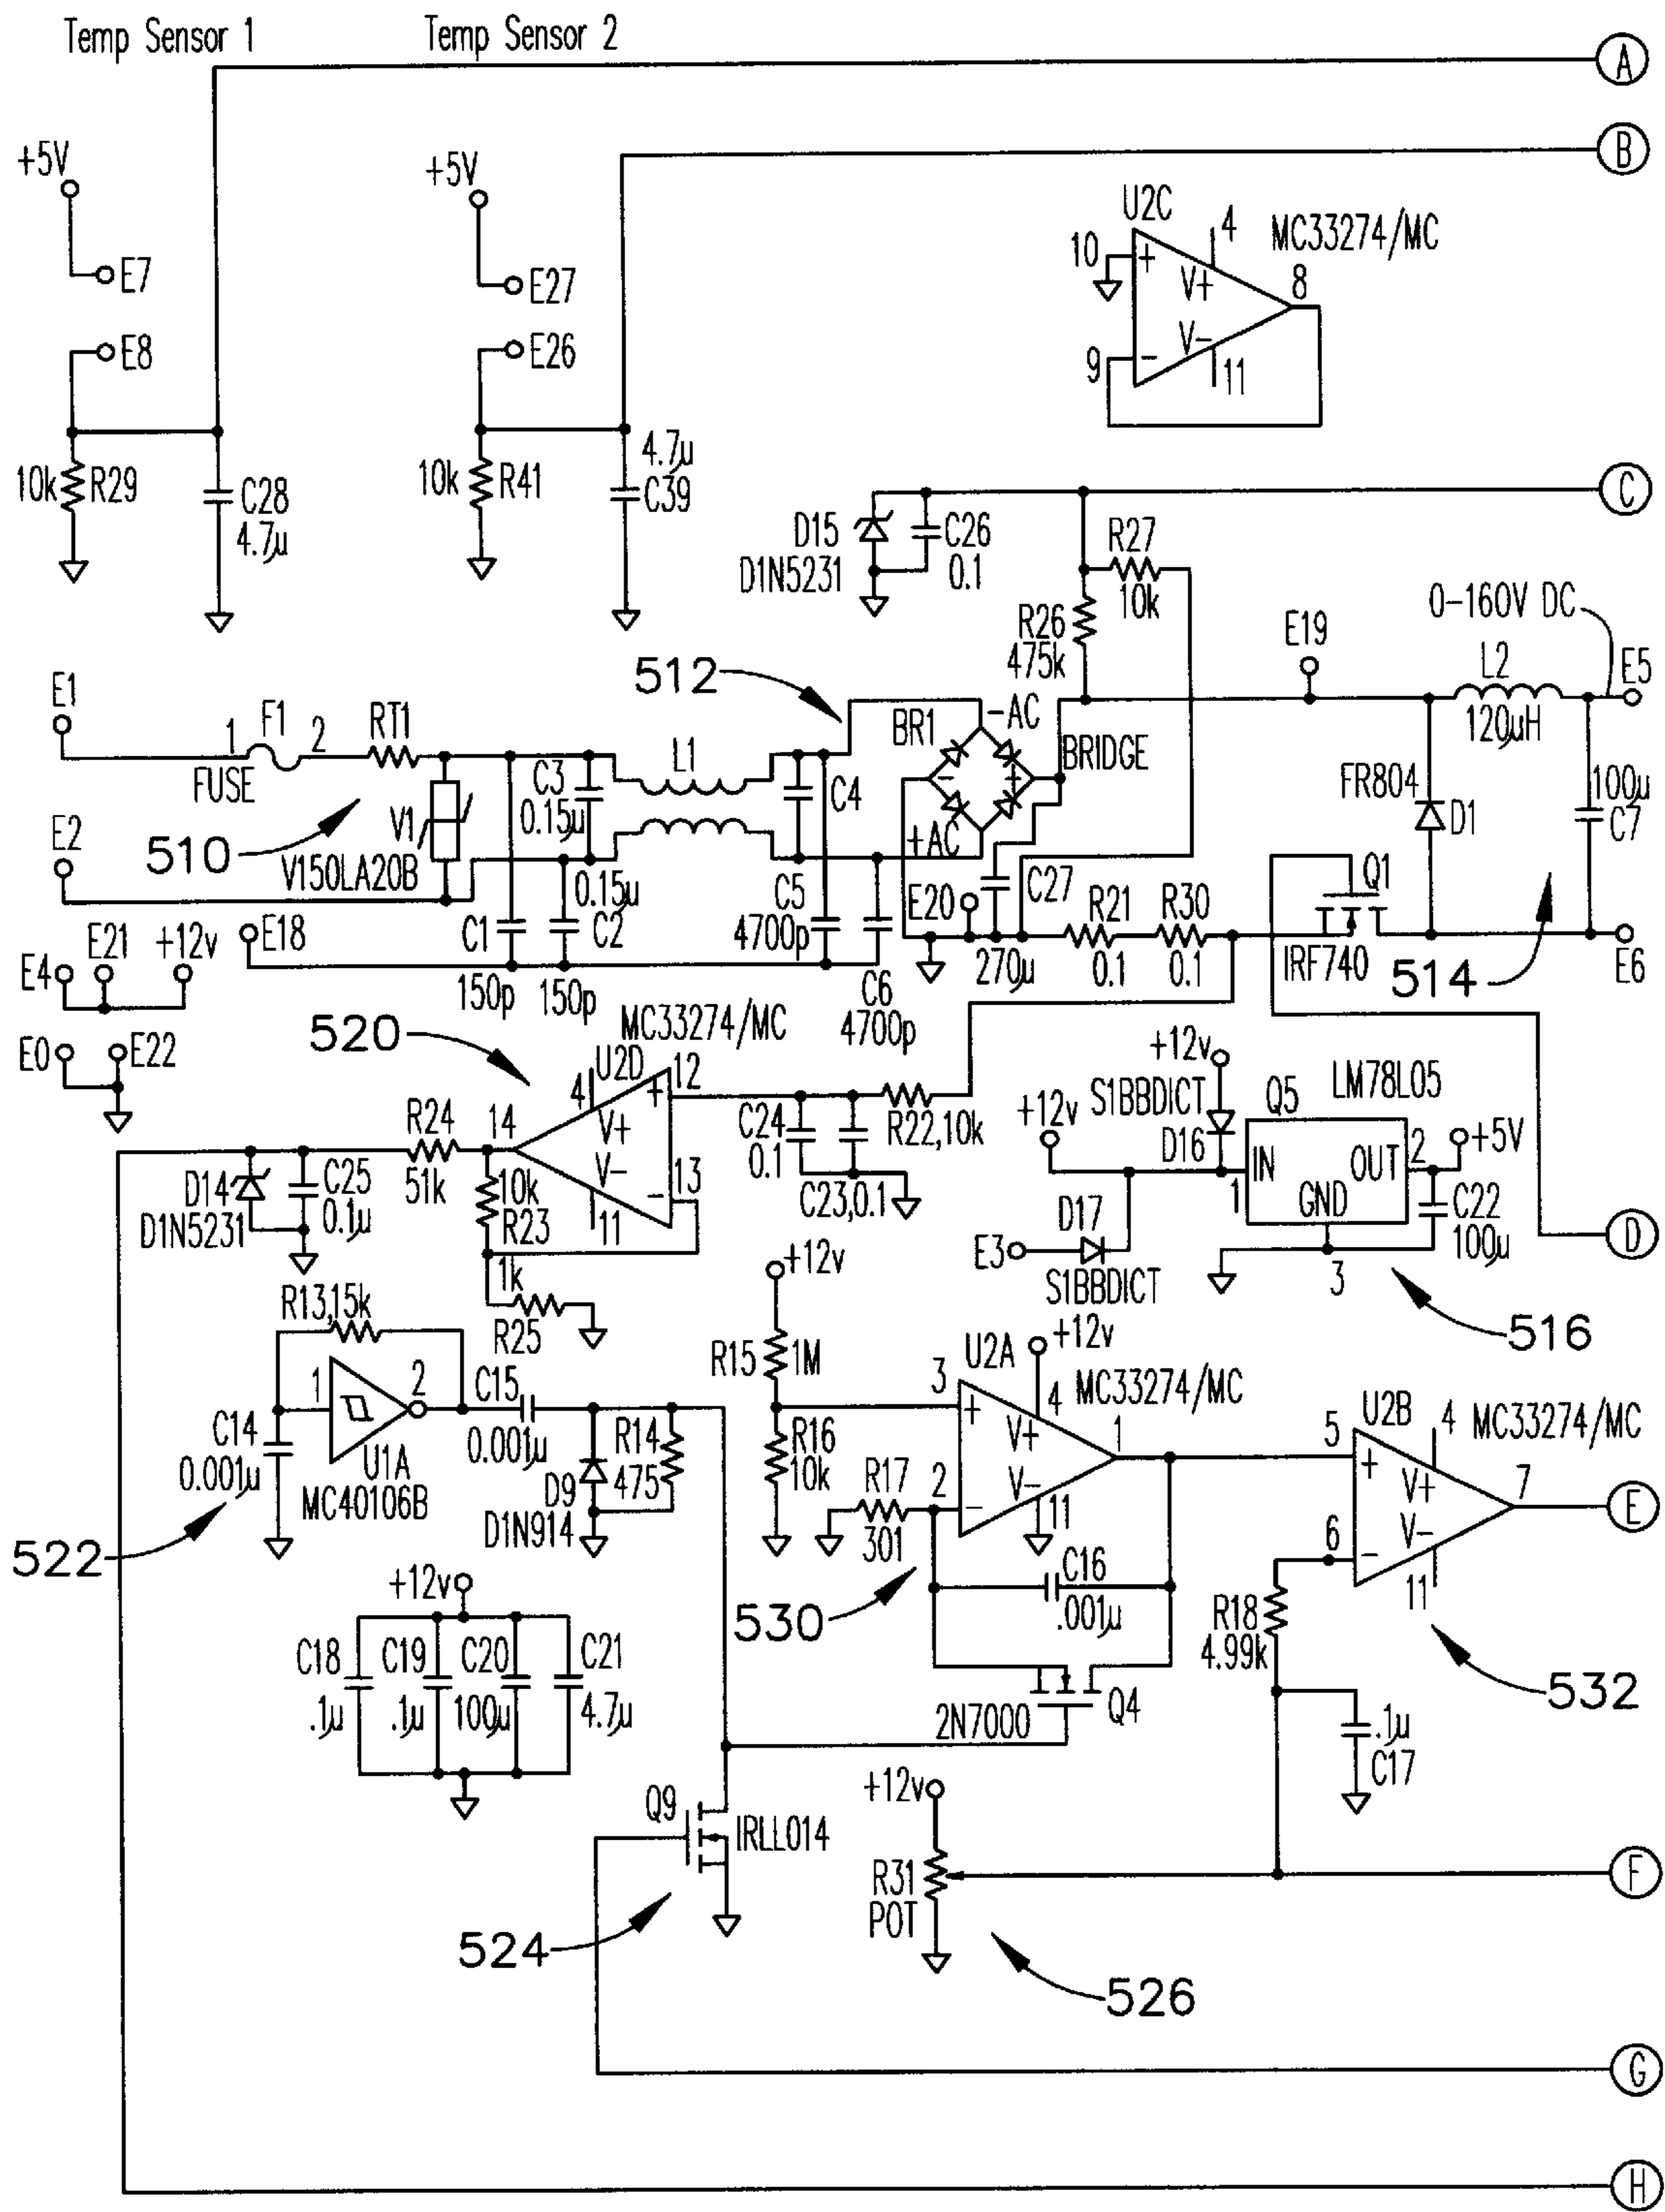 Temp Sensor 1
Temp Sensor 2
A
B
+5V
E7
E8
10k
R29
C28
4.7µ
+5V
E27
E26
10k
R41
4.7µ
C39
U2C
MC33274/MC
10
+
4
V+
8
9
-
V-
11
C
D15
D1N5231
C26
0.1
R27
10k
R26
475k
E19
0-160V DC
L2
120µH
E5
E1
1
F1
2
FUSE
RT1
E2
510
V1
V150LA20B
C3
0.15µ
L1
0.15µ
512
C4
BR1
-AC
BRIDGE
-
+
+AC
FR804
D1
100µ
C7
E4
E21
+12v
E18
C1
150p
C2
150p
C5
4700p
C6
4700p
E20
C27
270µ
R21
0.1
R30
0.1
Q1
IRF740
514
E6
E0
E22
520
MC33274/MC
U2D
4
12
+
V+
V-
14
13
-
11
R24
51k
10k
R23
1k
R25
D14
D1N5231
C25
0.1µ
C24
0.1
R22,10k
C23,0.1
+12v
S1BBDICT
D16
+12v
Q5
LM78L05
IN
OUT
GND
1
2
3
+5V
C22
100µ
D17
E3
S1BBDICT
516
D
R13,15k
1
2
C14
0.001µ
U1A
MC40106B
C15
0.001µ
R14
475
D9
D1N914
522
+12v
R15
1M
R16
10k
R17
301
U2A
+12v
3
4
MC33274/MC
+
V+
1
2
-
V-
11
C16
.001µ
530
5
U2B
4
MC33274/MC
+
V+
7
6
-
V-
11
E
R18
4.99k
532
+12v
C18
.1µ
C19
.1µ
C20
100µ
C21
4.7µ
2N7000
Q4
.1µ
C17
Q9
IRLL014
524
+12v
R31
POT
526
F
G
H